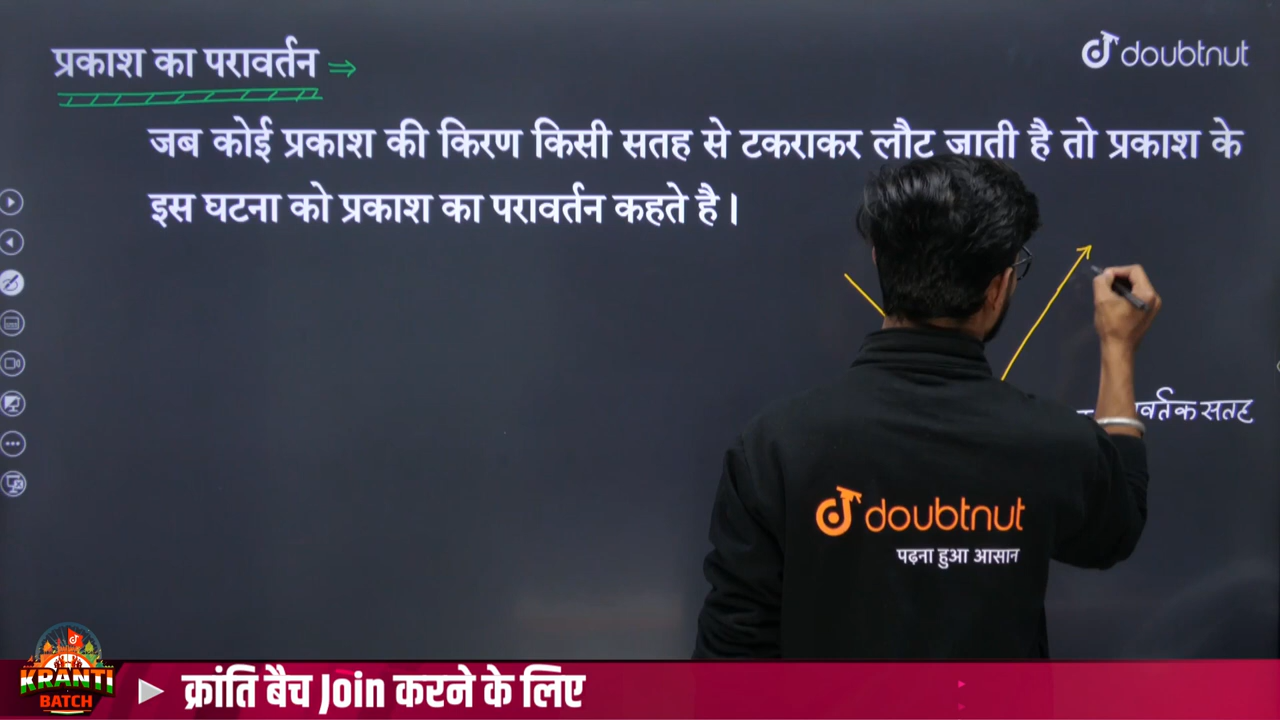 प्रकाश का परावर्तन ⇒
doubtnut
जब कोई प्रकाश की किरण किसी सतह से टकराकर लौट जाती है तो प्रकाश के
इस घटना को प्रकाश का परावर्तन कहते है।
सतह
doubtnut
पढ़ना हुआ आसान
KRANTI
BATCH
क्रांति बैच Join करने के लिए